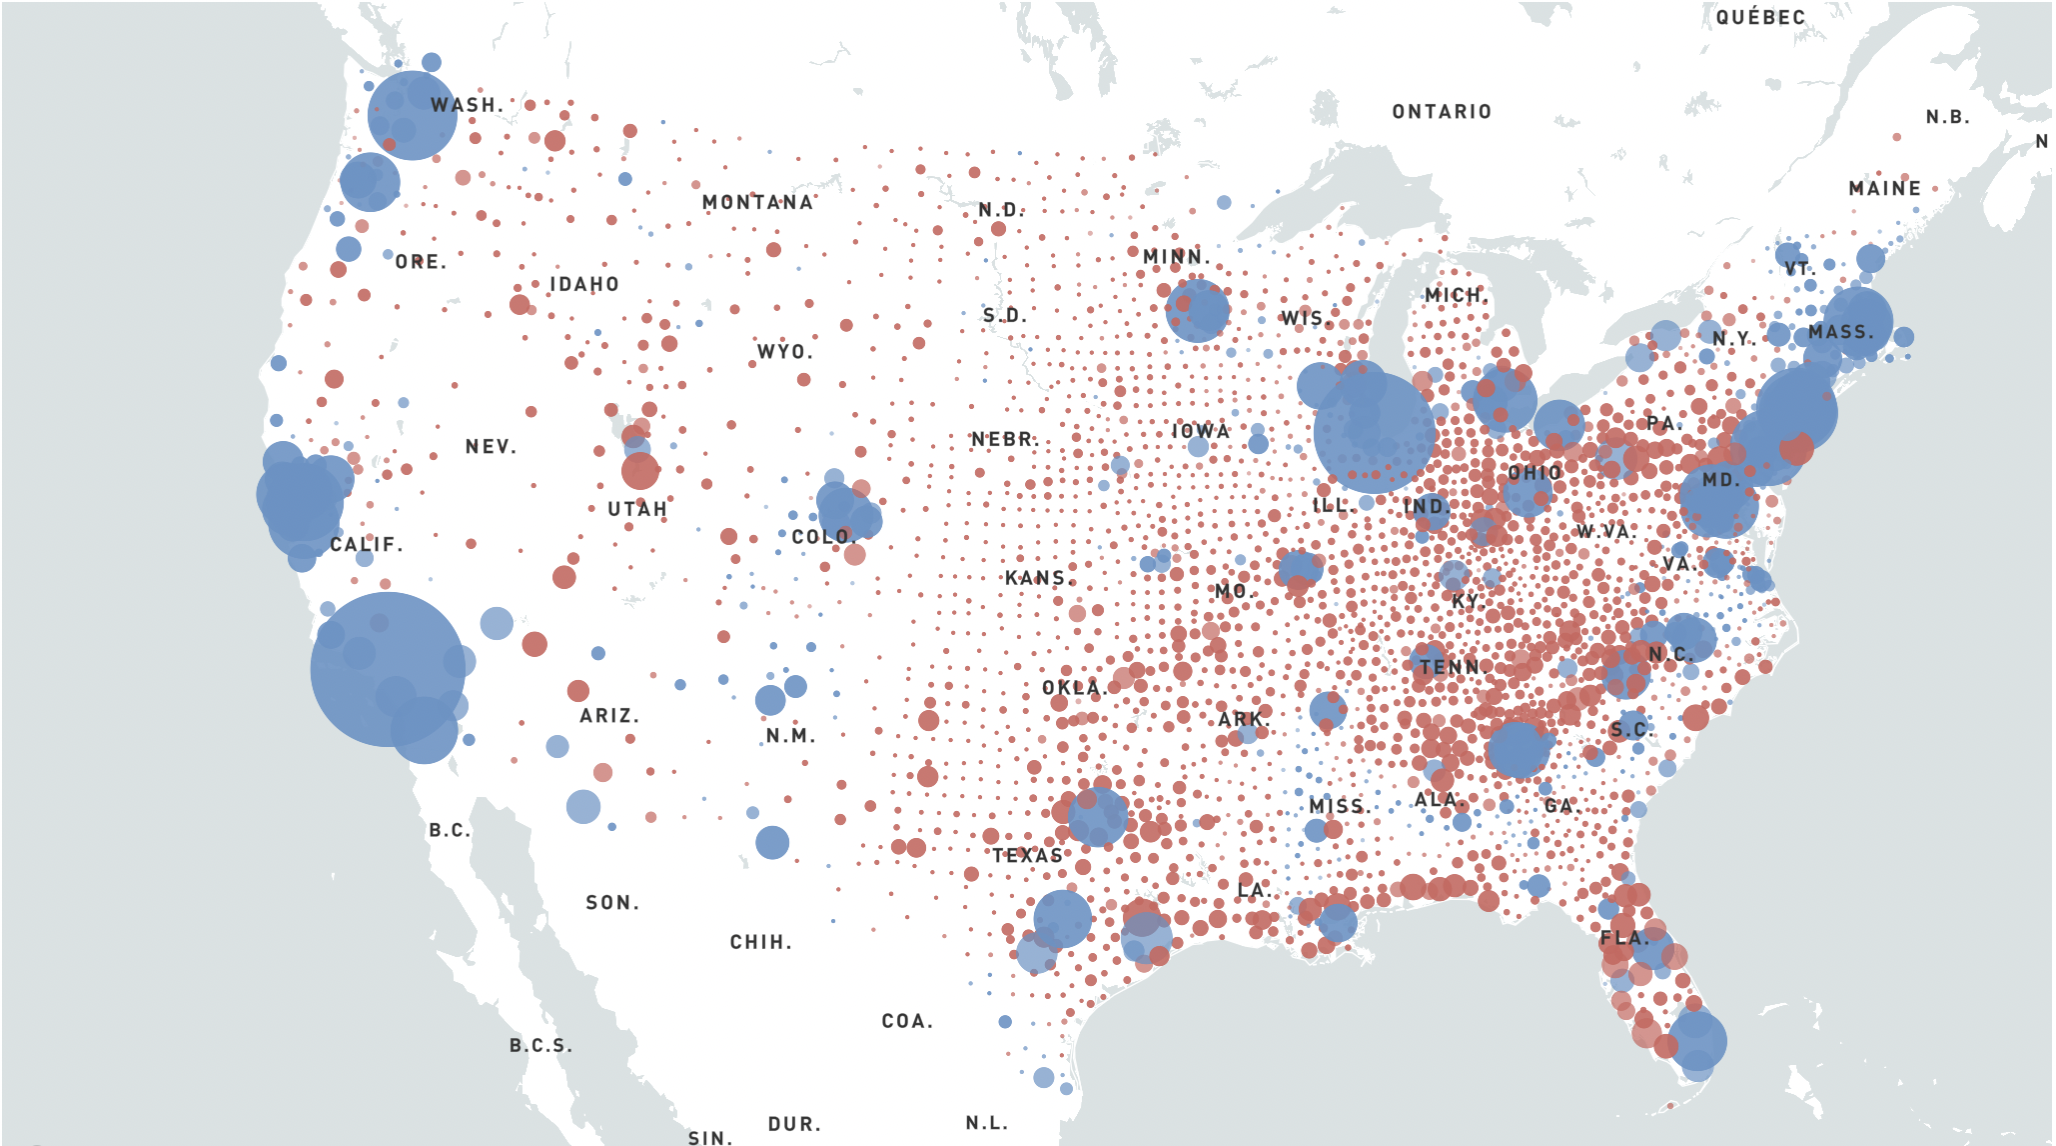 QUÉBEC
WASH.
ONTARIO
N.B.
N
MONTANA
N.D.
MAINE
ORE.
IDAHO
MINN.
VT.
S.D.
MICH.
WIS.
N.Y.
MASS.
WYO.
NEV.
NEBR.
IOWA
PA.
UTAH
OHIO
MD.
CALIF.
COLO.
ILL.
IND.
W.VA.
KANS.
MO.
KY.
VA.
ARIZ.
N.M.
OKLA.
ARK.
TENN.
N.C.
S.C.
B.C.
TEXAS
MISS.
ALA.
GA.
SON.
CHIH.
LA.
FLA.
COA.
B.C.S.
SIN.
DUR.
N.L.